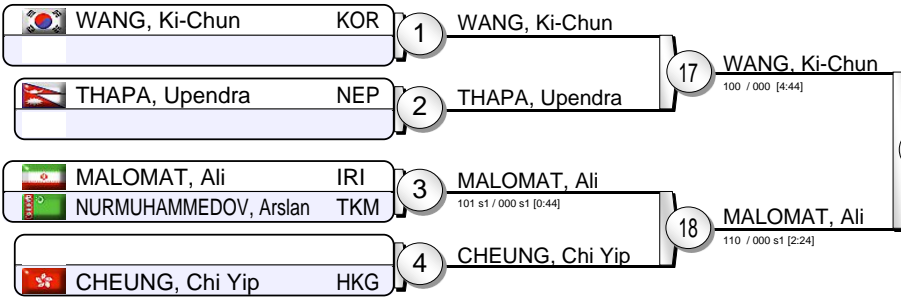 WANG, Ki-Chun KOR
1
WANG, Ki-Chun
17
WANG, Ki-Chun
100 / 000 [4:44]
THAPA, Upendra NEP
2
THAPA, Upendra
MALOMAT, Ali IRI
NURMUHAMMEDOV, Arslan TKM
3
MALOMAT, Ali
101 s1 / 000 s1 [0:44]
18
MALOMAT, Ali
110 / 000 s1 [2:24]
CHEUNG, Chi Yip HKG
4
CHEUNG, Chi Yip